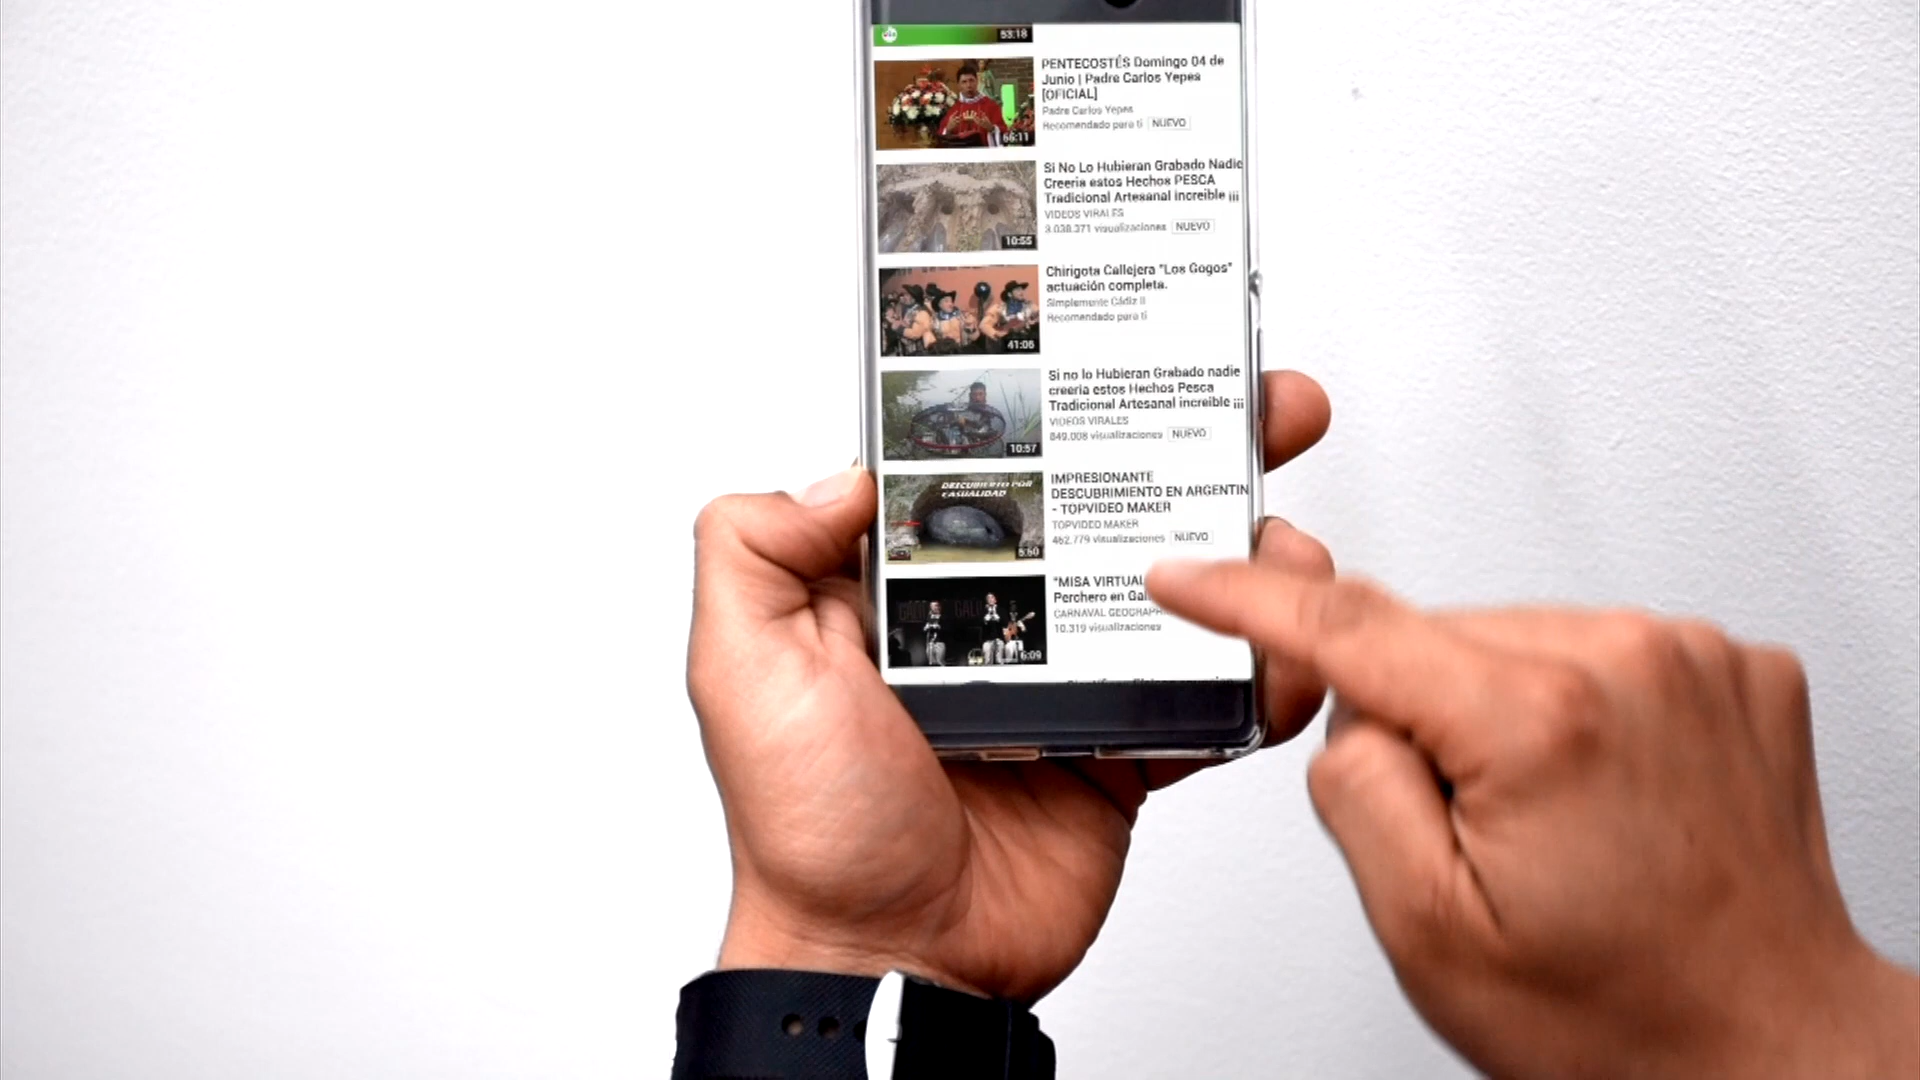 53:18
PENTECOSTÉS Domingo 04 de
Junio | Padre Carlos Yepes
[OFICIAL]
Padre Carlos Yepes
Recomendado para ti NUEVO
66:11
Si No Lo Hubieran Grabado Nadie
Creeria estos Hechos PESCA
Tradicional Artesanal increible ¡¡¡
VIDEOS VIRALES
3.038.371 visualizaciones NUEVO
10:55
Chirigota Callejera "Los Gogos"
actuación completa.
Simplemente Cádiz II
Recomendado para ti
41:06
Si no lo Hubieran Grabado nadie
creeria estos Hechos Pesca
Tradicional Artesanal increible ¡¡¡
VIDEOS VIRALES
849.008 visualizaciones NUEVO
10:57
DESCUBIERTO POR
CASUALIDAD
IMPRESIONANTE
DESCUBRIMIENTO EN ARGENTIN
- TOPVIDEO MAKER
TOPVIDEO MAKER
462.779 visualizaciones NUEVO
5:50
"MISA VIRTUAL
Perchero en Gal
CARNAVAL GEOGRAPH
10.319 visualizaciones
6:09